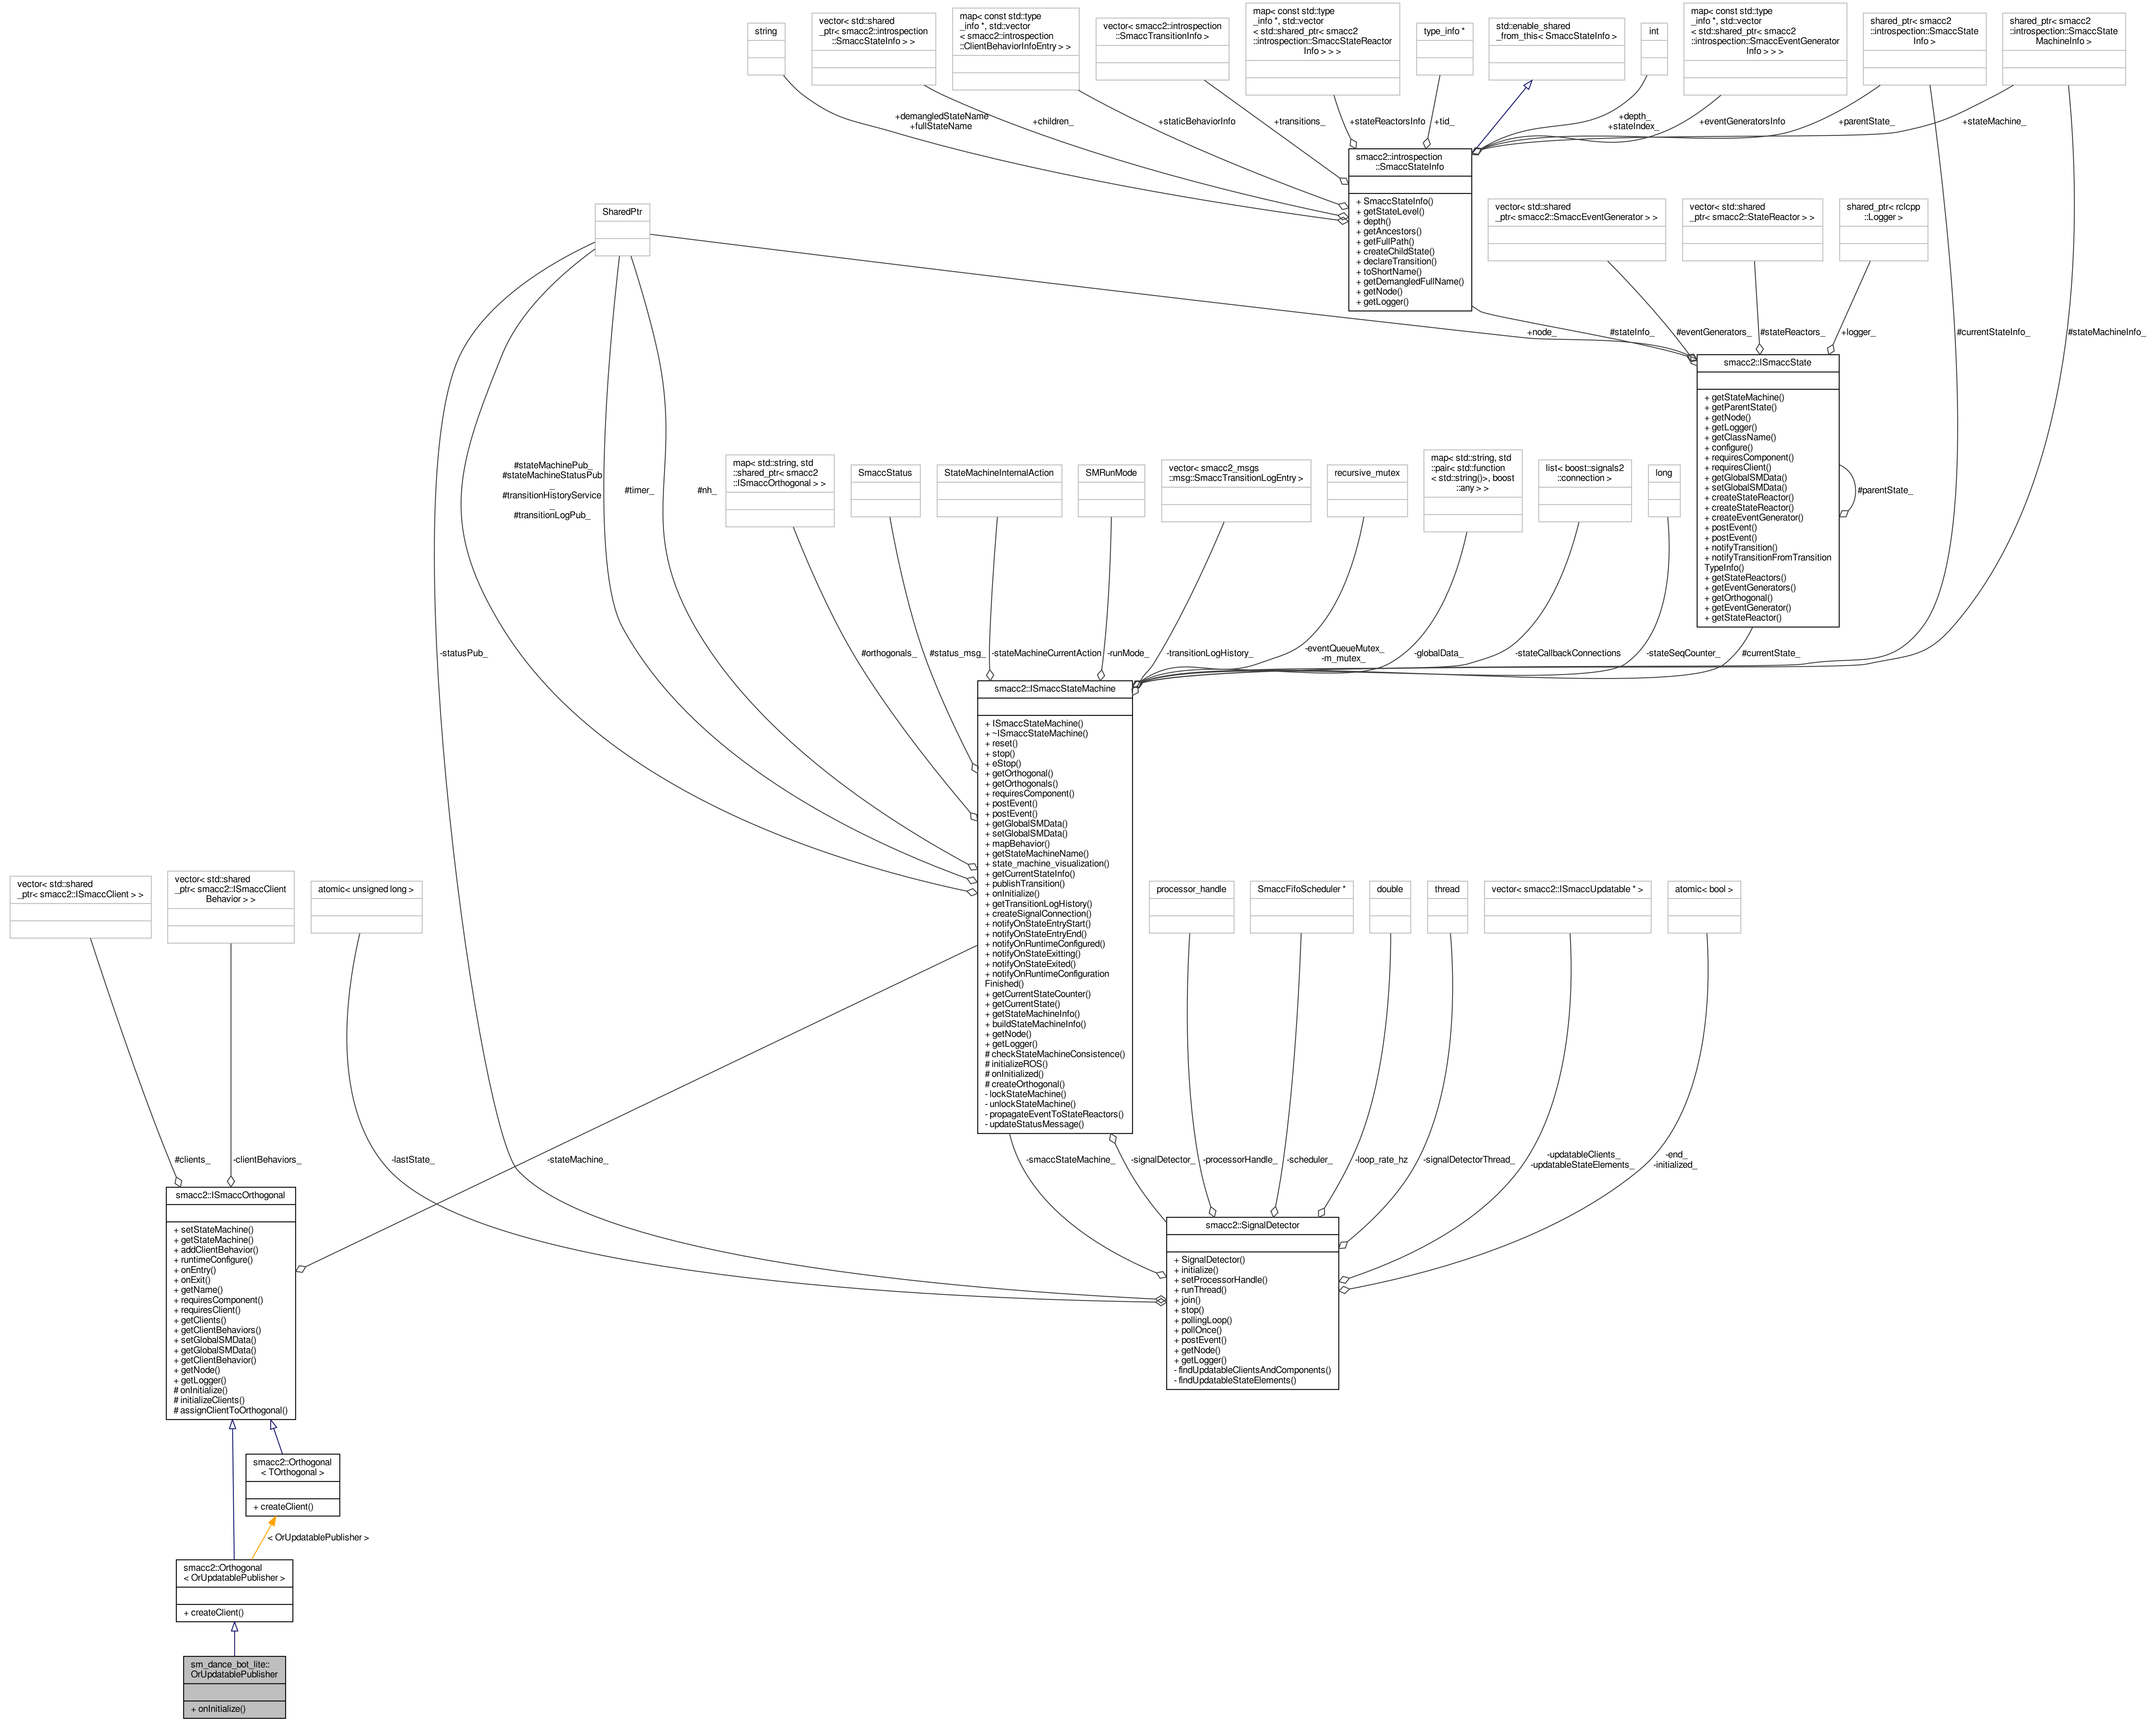 string
vector< std::shared
_ptr< smacc2::introspection
::SmaccStateInfo > >
map< const std::type
_info *, std::vector
< smacc2::introspection
::ClientBehaviorInfoEntry > >
vector< smacc2::introspection
::SmaccTransitionInfo >
map< const std::type
_info *, std::vector
< std::shared_ptr< smacc2
::introspection::SmaccStateReactor
Info > > >
type_info *
std::enable_shared
_from_this< SmaccStateInfo >
int
map< const std::type
_info *, std::vector
< std::shared_ptr< smacc2
::introspection::SmaccEventGenerator
Info > > >
shared_ptr< smacc2
::introspection::SmaccState
Info >
shared_ptr< smacc2
::introspection::SmaccState
MachineInfo >
+demangledStateName
+fullStateName
+children_
+staticBehaviorInfo
+transitions_
+stateReactorsInfo
+tid_
+depth_
+stateIndex_
+eventGeneratorsInfo
+parentState_
+stateMachine_
smacc2::introspection
::SmaccStateInfo
+ SmaccStateInfo()
+ getStateLevel()
+ depth()
+ getAncestors()
+ getFullPath()
+ createChildState()
+ declareTransition()
+ toShortName()
+ getDemangledFullName()
+ getNode()
+ getLogger()
SharedPtr
vector< std::shared
_ptr< smacc2::SmaccEventGenerator > >
vector< std::shared
_ptr< smacc2::StateReactor > >
shared_ptr< rclcpp
::Logger >
+node_
#stateInfo_
#eventGenerators_
#stateReactors_
+logger_
#currentStateInfo_
#stateMachineInfo_
smacc2::ISmaccState
+ getStateMachine()
+ getParentState()
+ getNode()
+ getLogger()
+ getClassName()
+ configure()
+ requiresComponent()
+ requiresClient()
+ getGlobalSMData()
+ setGlobalSMData()
+ createStateReactor()
+ createStateReactor()
+ createEventGenerator()
+ postEvent()
+ postEvent()
+ notifyTransition()
+ notifyTransitionFromTransition
TypeInfo()
+ getStateReactors()
+ getEventGenerators()
+ getOrthogonal()
+ getEventGenerator()
+ getStateReactor()
#parentState_
#stateMachinePub_
#stateMachineStatusPub
_
#transitionHistoryService
_
#transitionLogPub_
#timer_
#nh_
map< std::string, std
::shared_ptr< smacc2
::ISmaccOrthogonal > >
SmaccStatus
StateMachineInternalAction
SMRunMode
vector< smacc2_msgs
::msg::SmaccTransitionLogEntry >
recursive_mutex
map< std::string, std
::pair< std::function
< std::string()>, boost
::any > >
list< boost::signals2
::connection >
long
-statusPub_
#orthogonals_
#status_msg_
-stateMachineCurrentAction
-runMode_
-transitionLogHistory_
-eventQueueMutex_
-m_mutex_
-globalData_
-stateCallbackConnections
-stateSeqCounter_
#currentState_
smacc2::ISmaccStateMachine
+ ISmaccStateMachine()
+ ~ISmaccStateMachine()
+ reset()
+ stop()
+ eStop()
+ getOrthogonal()
+ getOrthogonals()
+ requiresComponent()
+ postEvent()
+ postEvent()
+ getGlobalSMData()
+ setGlobalSMData()
+ mapBehavior()
+ getStateMachineName()
+ state_machine_visualization()
+ getCurrentStateInfo()
+ publishTransition()
+ onInitialize()
+ getTransitionLogHistory()
+ createSignalConnection()
+ notifyOnStateEntryStart()
+ notifyOnStateEntryEnd()
+ notifyOnRuntimeConfigured()
+ notifyOnStateExitting()
+ notifyOnStateExited()
+ notifyOnRuntimeConfiguration
Finished()
+ getCurrentStateCounter()
+ getCurrentState()
+ getStateMachineInfo()
+ buildStateMachineInfo()
+ getNode()
+ getLogger()
# checkStateMachineConsistence()
# initializeROS()
# onInitialized()
# createOrthogonal()
- lockStateMachine()
- unlockStateMachine()
- propagateEventToStateReactors()
- updateStatusMessage()
vector< std::shared
_ptr< smacc2::ISmaccClient > >
vector< std::shared
_ptr< smacc2::ISmaccClient
Behavior > >
atomic< unsigned long >
processor_handle
SmaccFifoScheduler *
double
thread
vector< smacc2::ISmaccUpdatable * >
atomic< bool >
#clients_
-clientBehaviors_
-lastState_
-stateMachine_
-smaccStateMachine_
-signalDetector_
-processorHandle_
-scheduler_
-loop_rate_hz
-signalDetectorThread_
-updatableClients_
-updatableStateElements_
-end_
-initialized_
smacc2::ISmaccOrthogonal
+ setStateMachine()
+ getStateMachine()
+ addClientBehavior()
+ runtimeConfigure()
+ onEntry()
+ onExit()
+ getName()
+ requiresComponent()
+ requiresClient()
+ getClients()
+ getClientBehaviors()
+ setGlobalSMData()
+ getGlobalSMData()
+ getClientBehavior()
+ getNode()
+ getLogger()
# onInitialize()
# initializeClients()
# assignClientToOrthogonal()
smacc2::SignalDetector
+ SignalDetector()
+ initialize()
+ setProcessorHandle()
+ runThread()
+ join()
+ stop()
+ pollingLoop()
+ pollOnce()
+ postEvent()
+ getNode()
+ getLogger()
- findUpdatableClientsAndComponents()
- findUpdatableStateElements()
smacc2::Orthogonal
< TOrthogonal >
+ createClient()
< OrUpdatablePublisher >
smacc2::Orthogonal
< OrUpdatablePublisher >
+ createClient()
sm_dance_bot_lite::
OrUpdatablePublisher
+ onInitialize()